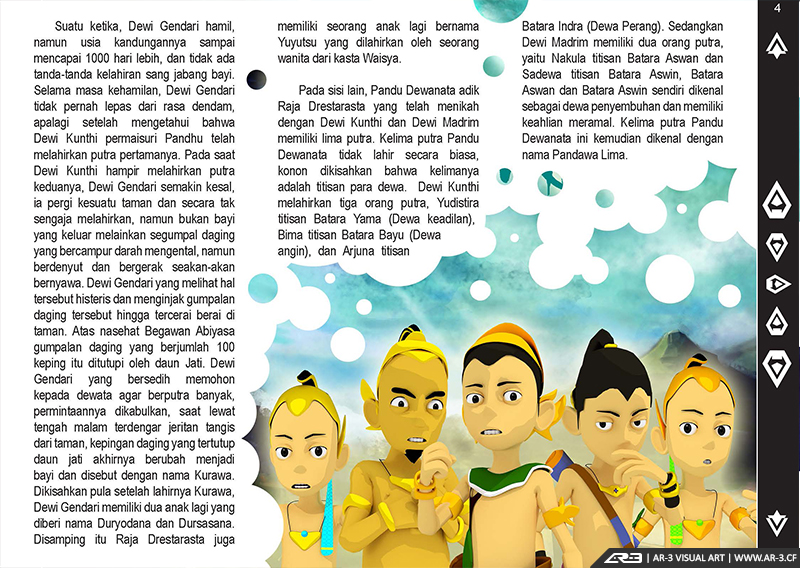 Suatu ketika, Dewi Gendari hamil,
namun usia kandungannya sampai
mencapai 1000 hari lebih, dan tidak ada
tanda-tanda kelahiran sang jabang bayi.
Selama masa kehamilan, Dewi Gendari
tidak pernah lepas dari rasa dendam,
apalagi setelah mengetahui bahwa
Dewi Kunthi permaisuri Pandhu telah
melahirkan putra pertamanya. Pada saat
Dewi Kunthi hampir melahirkan putra
keduanya, Dewi Gendari semakin kesal,
ia pergi kesuatu taman dan secara tak
sengaja melahirkan, namun bukan bayi
yang keluar melainkan segumpal daging
yang bercampur darah mengental, namun
berdenyut dan bergerak seakan-akan
bernyawa. Dewi Gendari yang melihat hal
tersebut histeris dan menginjak gumpalan
daging tersebut hingga tercerai berai di
taman. Atas nasehat Begawan Abiyasa
gumpalan daging yang berjumlah 100
keping itu ditutupi oleh daun Jati. Dewi
Gendari yang bersedih memohon
kepada dewata agar berputra banyak,
permintaannya dikabulkan, saat lewat
tengah malam terdengar jeritan tangis
dari taman, kepingan daging yang tertutup
daun jati akhirnya berubah menjadi
bayi dan disebut dengan nama Kurawa.
Dikisahkan pula setelah lahirnya Kurawa,
Dewi Gendari memiliki dua anak lagi yang
diberi nama Duryodana dan Dursasana.
Disamping itu Raja Drestarasta juga
memiliki seorang anak lagi bernama
Yuyutsu yang dilahirkan oleh seorang
wanita dari kasta Waisya.
Pada sisi lain, Pandu Dewanata adik
Raja Drestarasta yang telah menikah
dengan Dewi Kunthi dan Dewi Madrim
memiliki lima putra. Kelima putra Pandu
Dewanata tidak lahir secara biasa,
konon dikisahkan bahwa kelimanya
adalah titisan para dewa. Dewi Kunthi
melahirkan tiga orang putra, Yudistira
titisan Batara Yama (Dewa keadilan),
Bima titisan Batara Bayu (Dewa
angin), dan Arjuna titisan
Batara Indra (Dewa Perang). Sedangkan
Dewi Madrim memiliki dua orang putra,
yaitu Nakula titisan Batara Aswan dan
Sadewa titisan Batara Aswin, Batara
Aswan dan Batara Aswin sendiri dikenal
sebagai dewa penyembuhan dan memiliki
keahlian meramal. Kelima putra Pandu
Dewanata ini kemudian dikenal dengan
nama Pandawa Lima.
4
AR-3 | AR-3 VISUAL ART | WWW.AR-3.CF